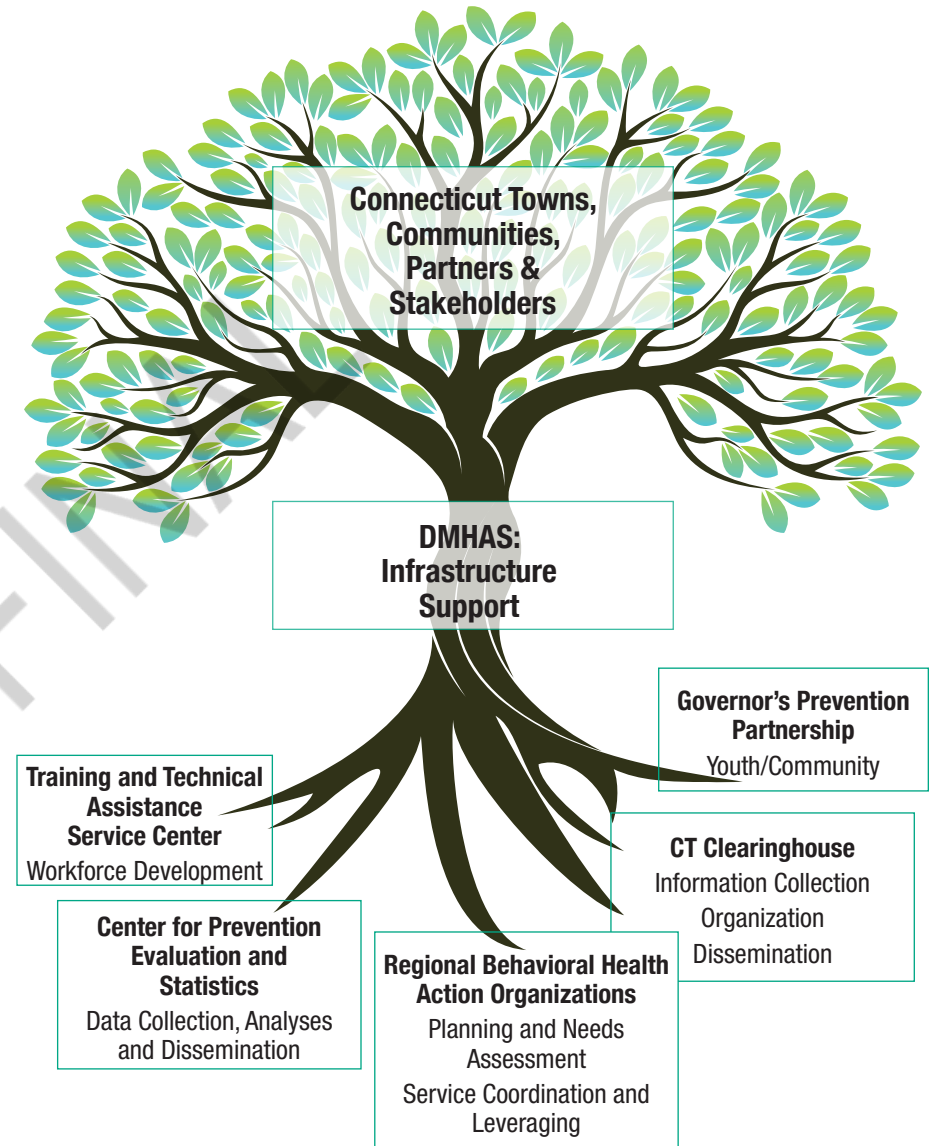 Connecticut Towns,
Communities,
Partners &
Stakeholders
DMHAS:
Infrastructure
Support
Governor’s Prevention
Partnership
Youth/Community
Training and Technical
Assistance
Service Center
Workforce Development
CT Clearinghouse
Information Collection
Organization
Dissemination
Center for Prevention
Evaluation and
Statistics
Data Collection, Analyses
and Dissemination
Regional Behavioral Health
Action Organizations
Planning and Needs
Assessment
Service Coordination and
Leveraging
FINAL